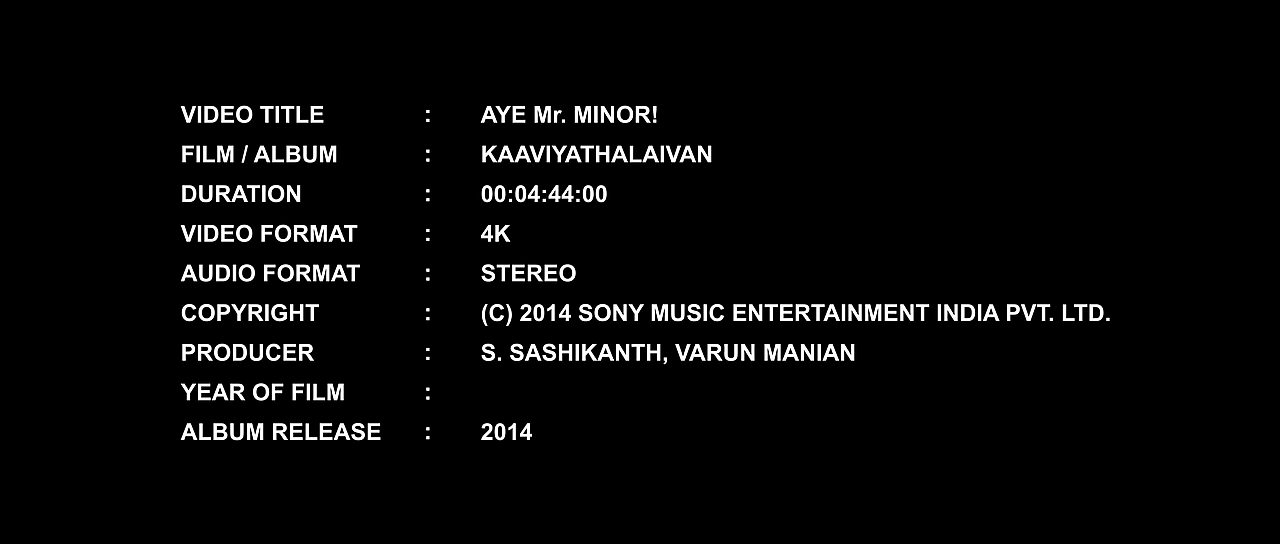 VIDEO TITLE : AYE Mr. MINOR!
FILM / ALBUM : KAAVIYATHALAIVAN
DURATION : 00:04:44:00
VIDEO FORMAT : 4K
AUDIO FORMAT : STEREO
COPYRIGHT : (C) 2014 SONY MUSIC ENTERTAINMENT INDIA PVT. LTD.
PRODUCER : S. SASHIKANTH, VARUN MANIAN
YEAR OF FILM :
ALBUM RELEASE : 2014